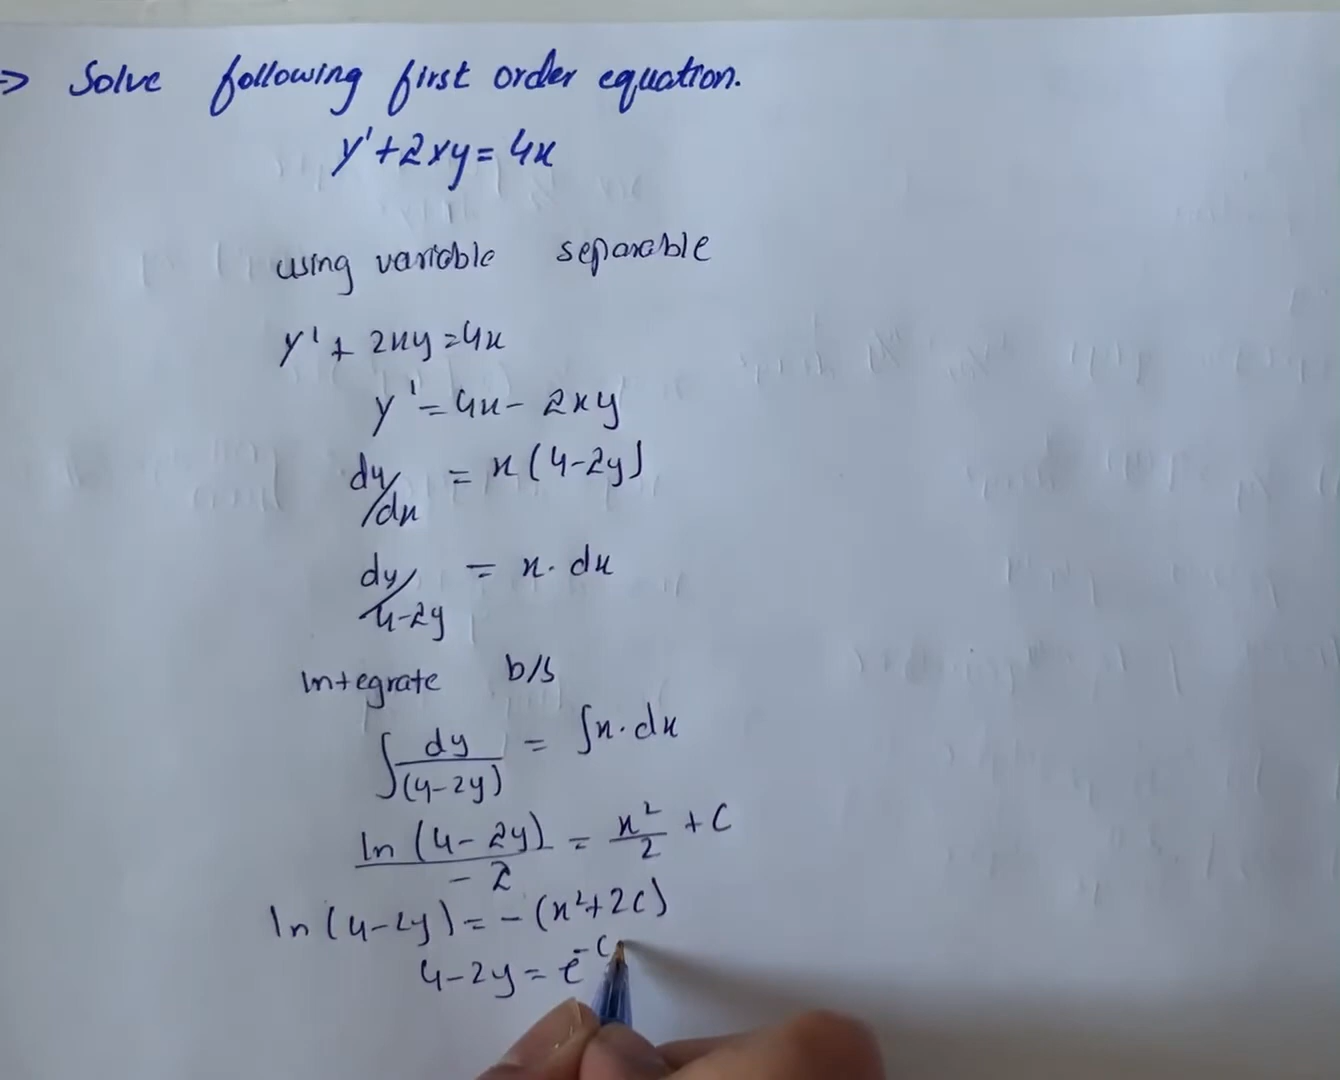 => Solve following first order equation.
y' + 2xy = 4x
using variable separable
y' + 2xy = 4x
y' = 4x - 2xy
dy/dx = x(4-2y)
dy/4-2y = x. dx
Integrate b/s
∫dy/(4-2y) = ∫x.dx
ln(4-2y)/-2 = x²/2 + C
ln(4-2y) = -(x²+2C)
4-2y = e^-(